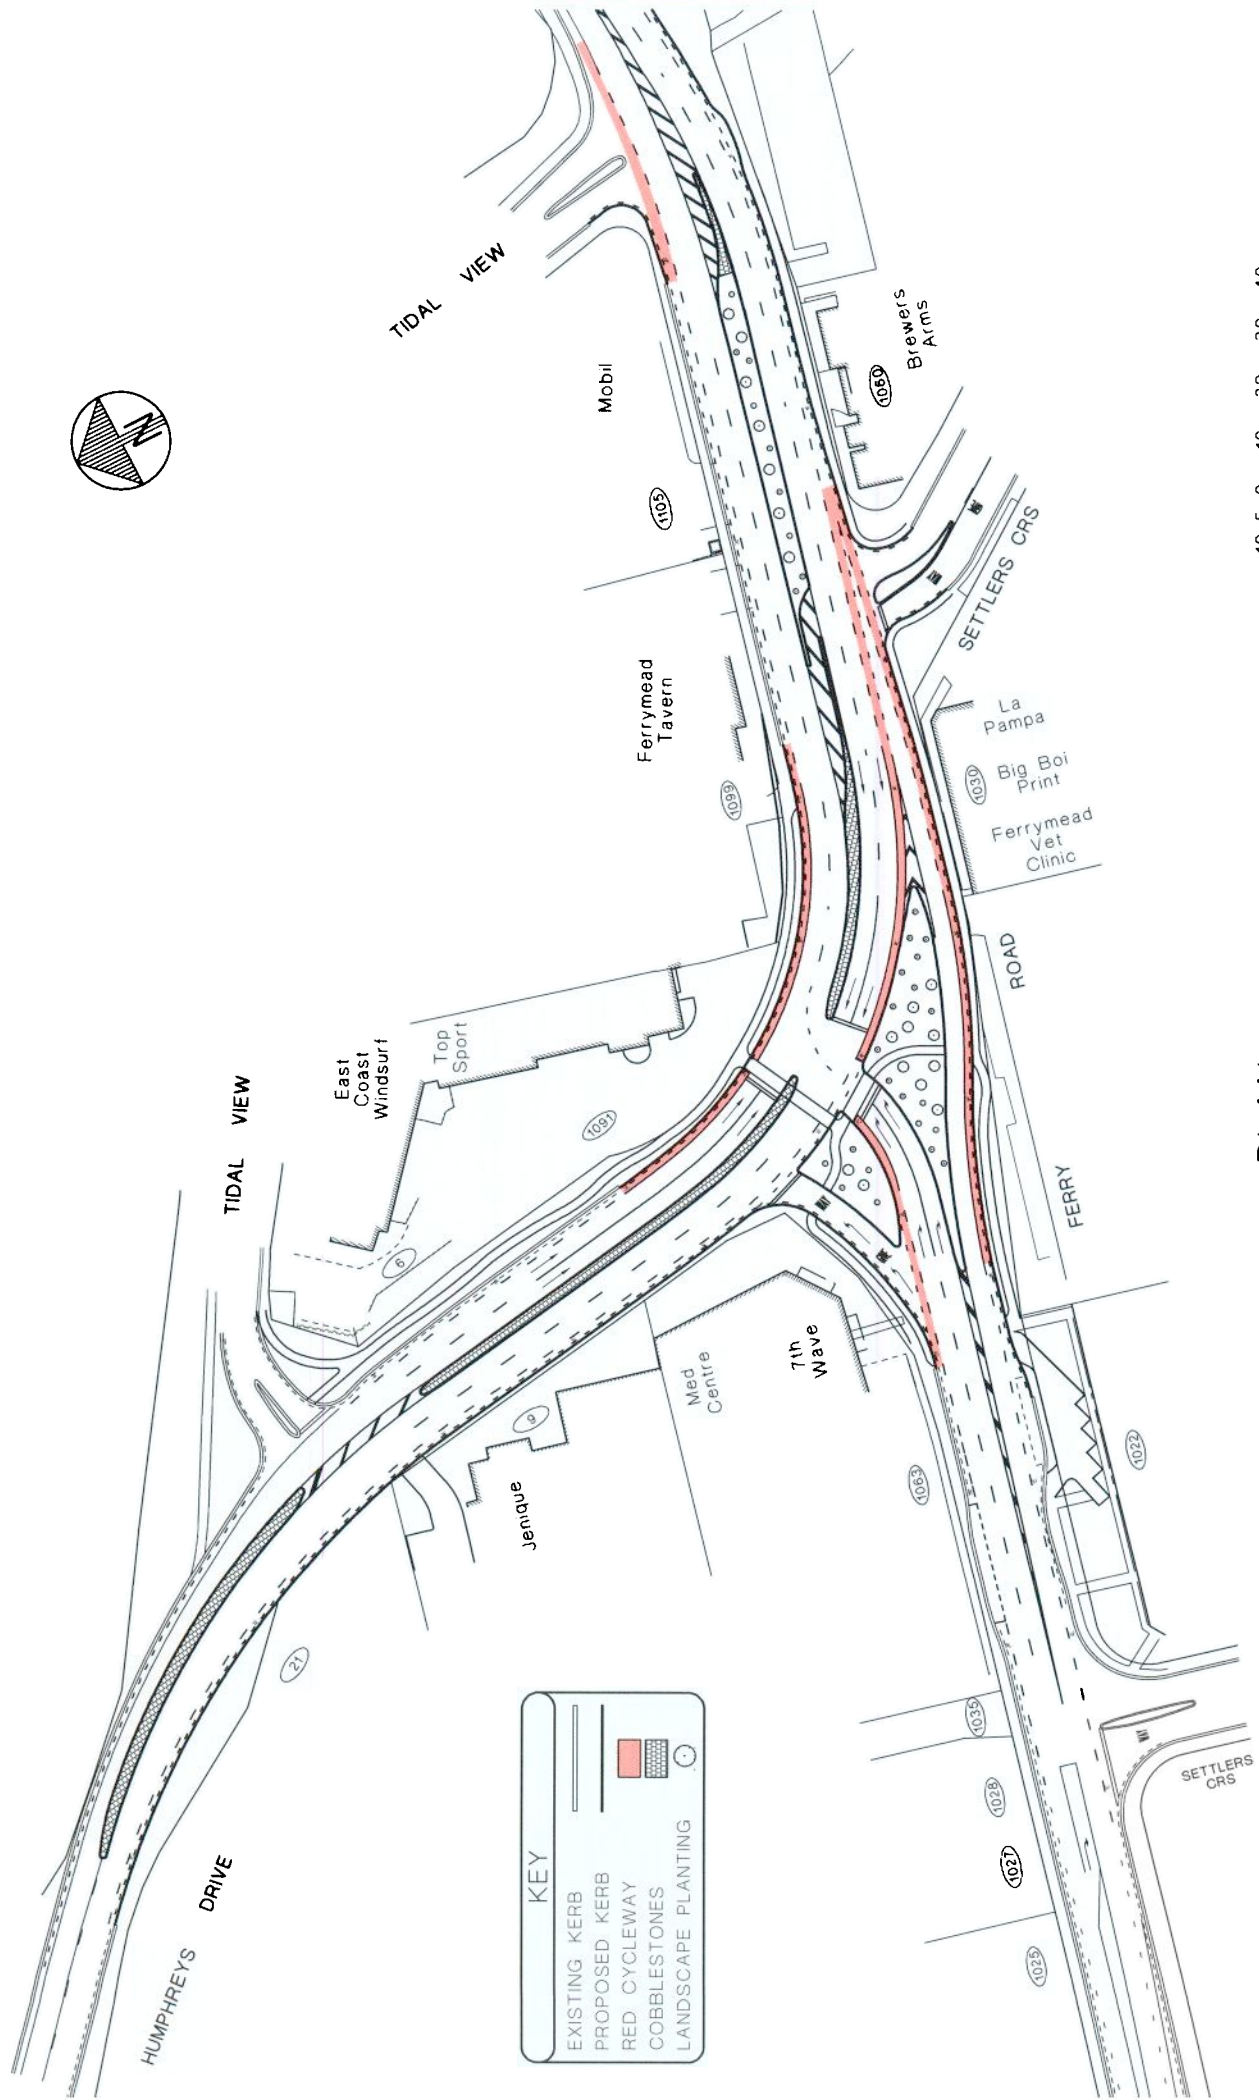 TIDAL VIEW
N
Mobil
1105
Brewers
Arms
1060
SETTLERS CRS
Ferrymead
Tavern
1099
La
Pampa
Big Boi
Print
1030
Ferrymead
Vet
Clinic
TIDAL VIEW
East
Coast
Windsurf
Top
Sport
1091
6
ROAD
FERRY
7th
Wave
Med
Centre
9
Jenique
1063
1022
21
HUMPHREYS
DRIVE
KEY
EXISTING KERB
PROPOSED KERB
RED CYCLEWAY
COBBLESTONES
LANDSCAPE PLANTING
1035
1028
1027
1025
SETTLERS
CRS